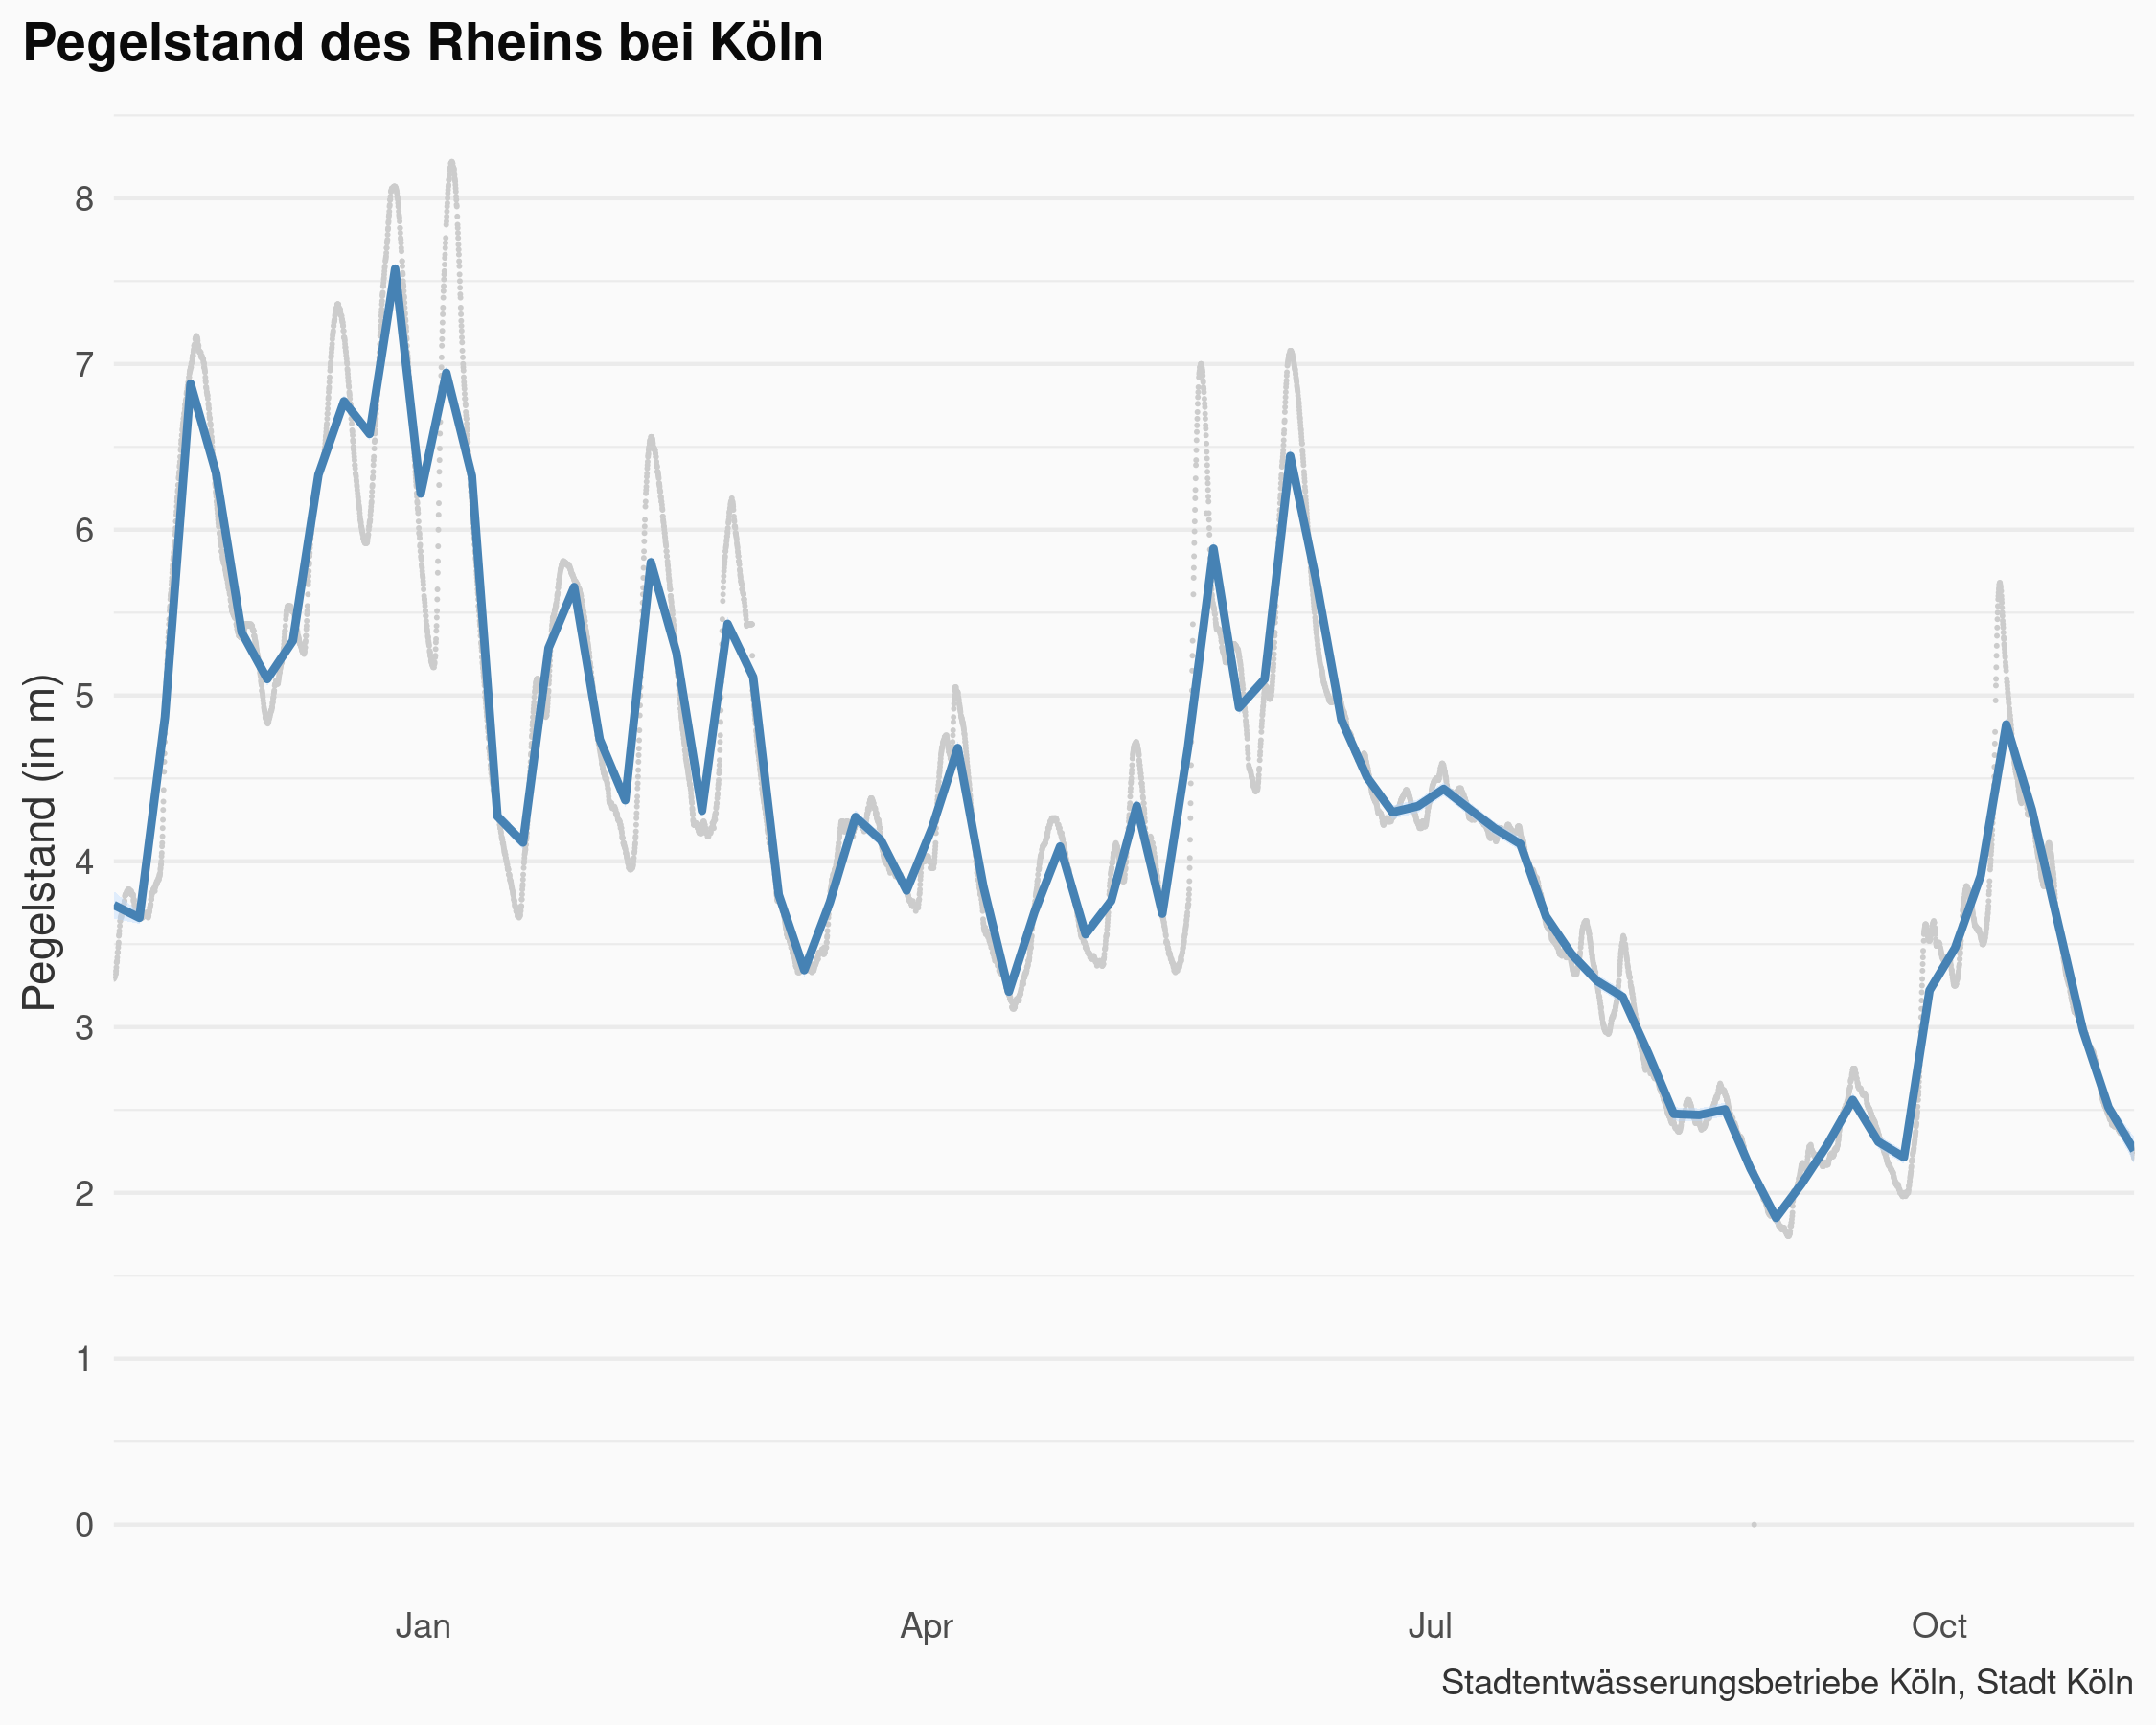 Pegelstand des Rheins bei Köln
Pegelstand (in m)
8
7
6
5
4
3
2
1
0
Jan Apr Jul Oct
Stadtentwässerungsbetriebe Köln, Stadt Köln